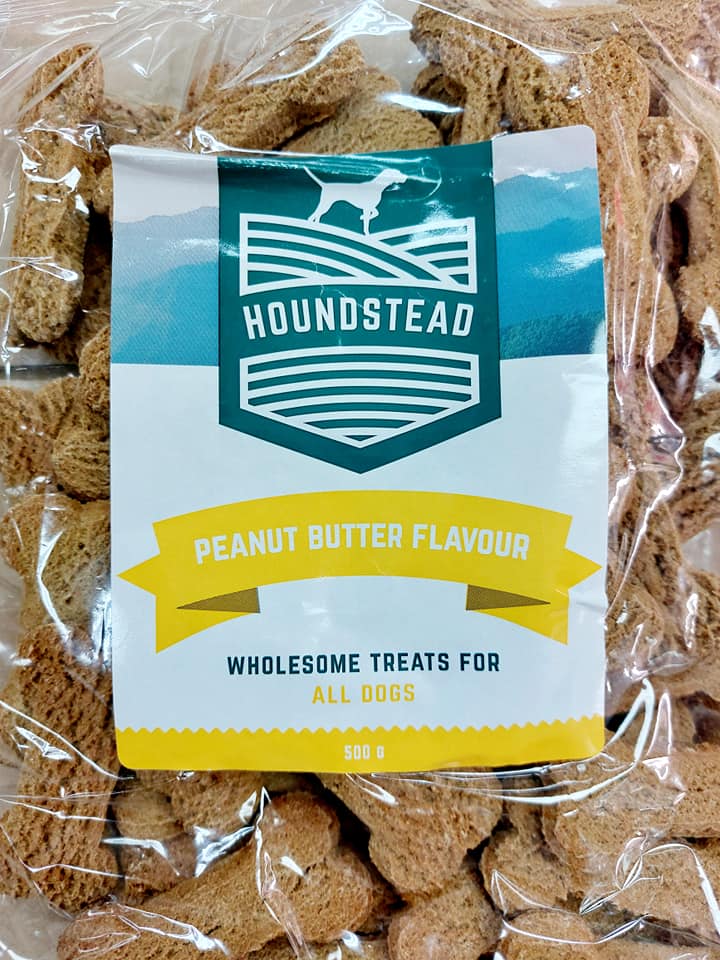 HOUNDSTEAD
PEANUT BUTTER FLAVOUR
WHOLESOME TREATS FOR
ALL DOGS
500 G